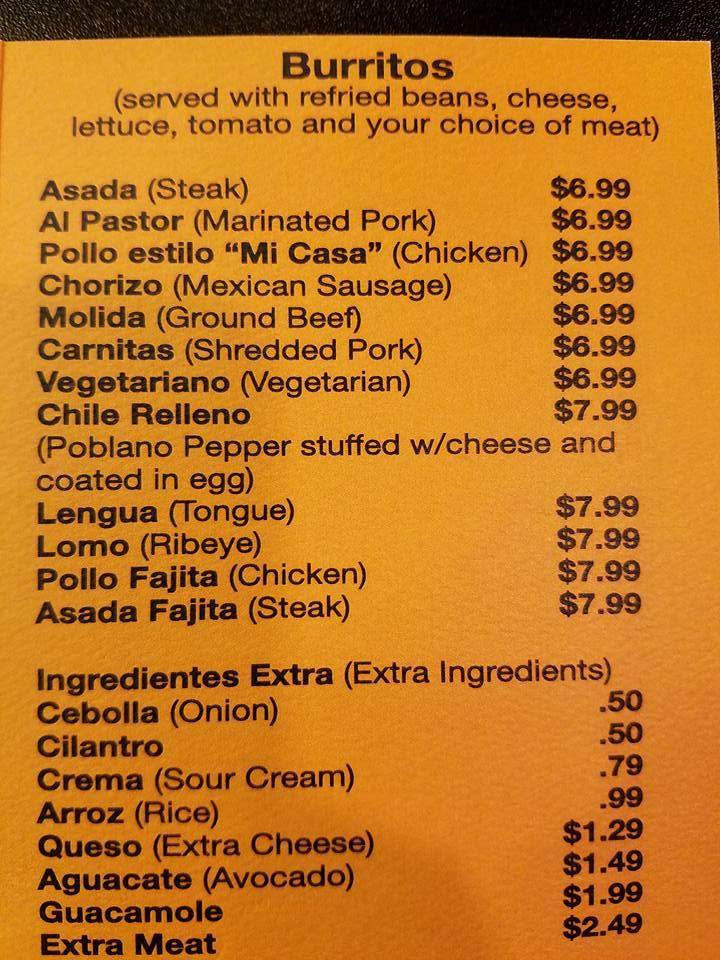 Burritos
(served with refried beans, cheese,
lettuce, tomato and your choice of meat)
Asada (Steak) $6.99
Al Pastor (Marinated Pork) $6.99
Pollo estilo “Mi Casa” (Chicken) $6.99
Chorizo (Mexican Sausage) $6.99
Molida (Ground Beef) $6.99
Carnitas (Shredded Pork) $6.99
Vegetariano (Vegetarian) $6.99
Chile Relleno $7.99
(Poblano Pepper stuffed w/cheese and
coated in egg)
Lengua (Tongue) $7.99
Lomo (Ribeye) $7.99
Pollo Fajita (Chicken) $7.99
Asada Fajita (Steak) $7.99
Ingredientes Extra (Extra Ingredients)
Cebolla (Onion) .50
Cilantro .50
Crema (Sour Cream) .79
Arroz (Rice) .99
Queso (Extra Cheese) $1.29
Aguacate (Avocado) $1.49
Guacamole $1.99
Extra Meat $2.49